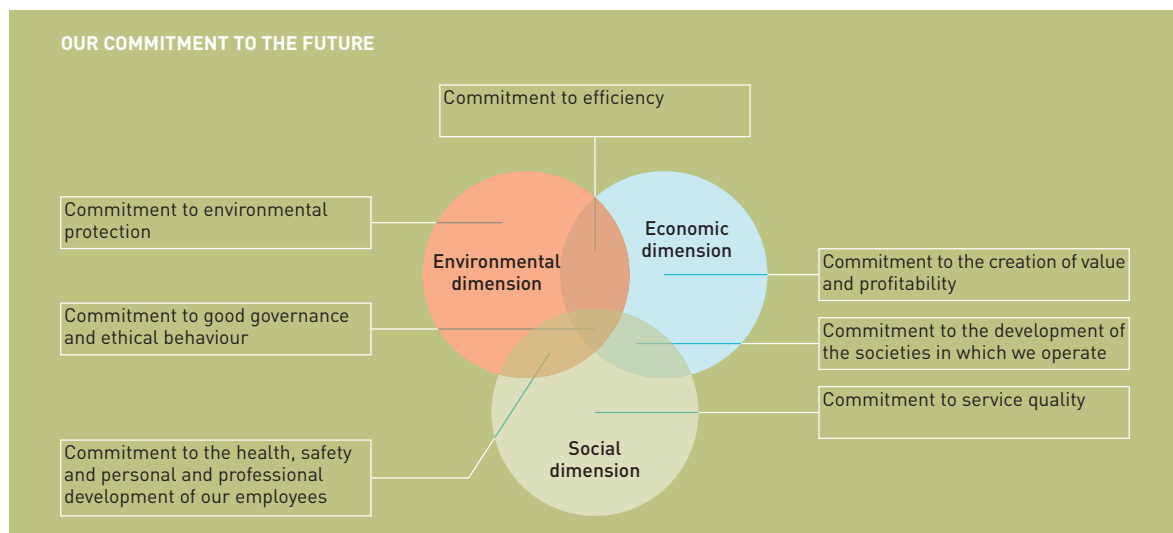 OUR COMMITMENT TO THE FUTURE
Commitment to efficiency
Commitment to environmental
protection
Economic
dimension
Environmental
dimension
Commitment to the creation of value
and profitability
Commitment to good governance
and ethical behaviour
Commitment to the development of
the societies in which we operate
Commitment to service quality
Commitment to the health, safety
and personal and professional
development of our employees
Social
dimension